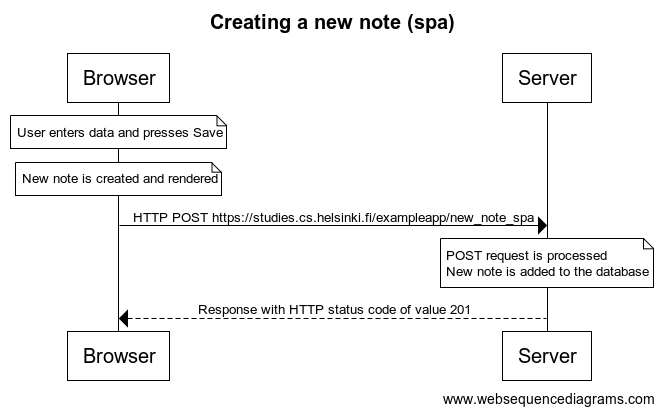 Creating a new note (spa)
Browser
Server
User enters data and presses Save
New note is created and rendered
HTTP POST https://studies.cs.helsinki.fi/exampleapp/new_note_spa
POST request is processed
New note is added to the database
Response with HTTP status code of value 201
Browser
Server
www.websequencediagrams.com